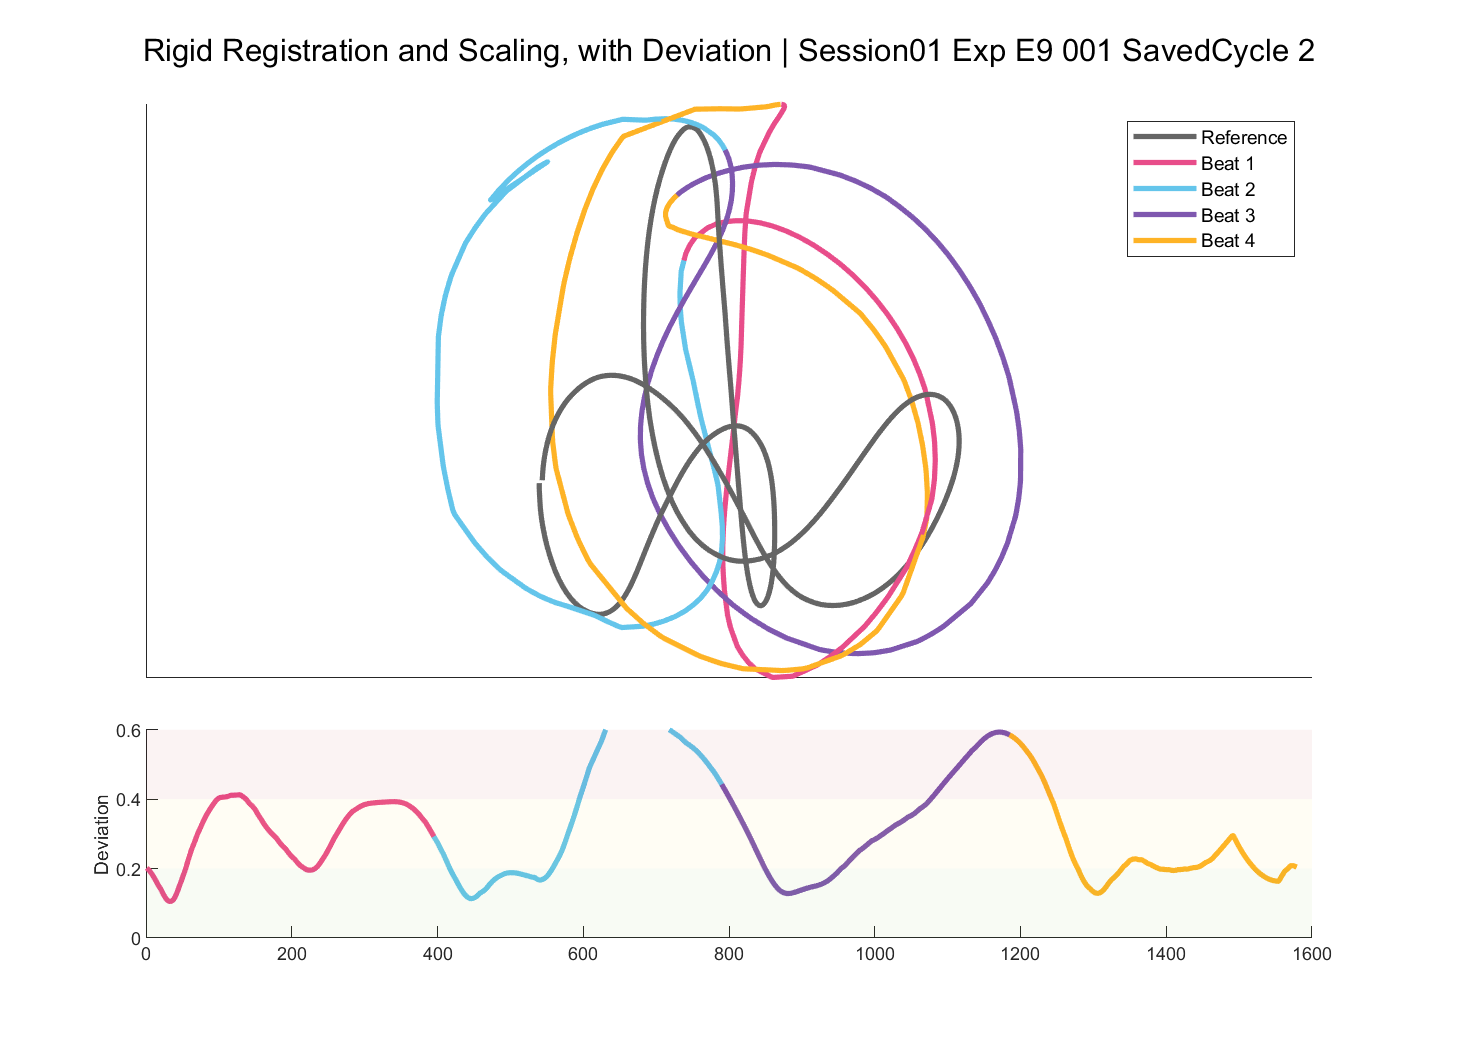 Rigid Registration and Scaling, with Deviation | Session01 Exp E9 001 SavedCycle 2
Reference
Beat 1
Beat 2
Beat 3
Beat 4
Deviation
0.6
0.4
0.2
0
0 200 400 600 800 1000 1200 1400 1600